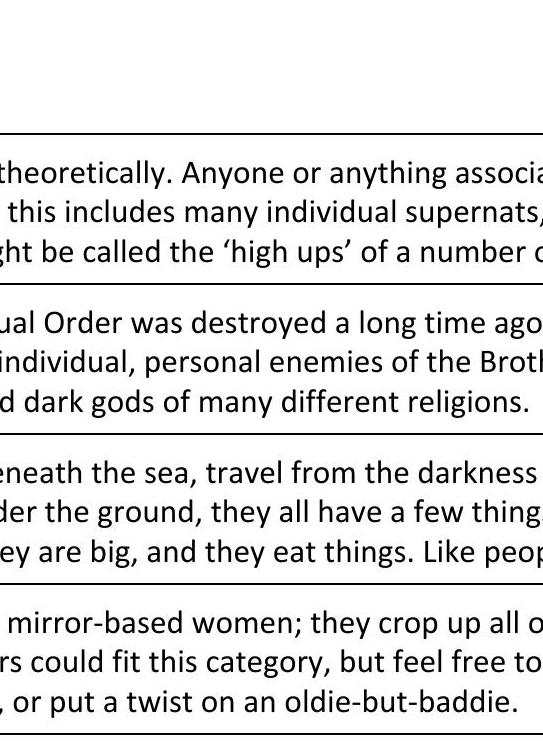 theoretically. Anyone or anything associa
this includes many individual supernats,
ght be called the ‘high ups’ of a number o
ual Order was destroyed a long time ago
individual, personal enemies of the Broth
d dark gods of many different religions.
eneath the sea, travel from the darkness
der the ground, they all have a few thing
ey are big, and they eat things. Like peop
mirror-based women; they crop up all o
rs could fit this category, but feel free to
, or put a twist on an oldie-but-baddie.